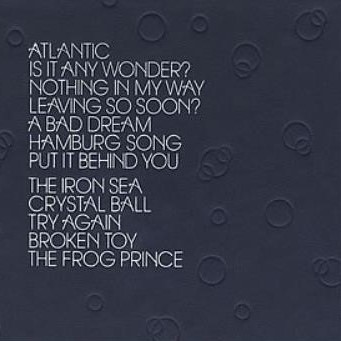 ATLANTIC
IS IT ANY WONDER?
NOTHING IN MY WAY
LEAVING SO SOON?
A BAD DREAM
HAMBURG SONG
PUT IT BEHIND YOU
THE IRON SEA
CRYSTAL BALL
TRY AGAIN
BROKEN TOY
THE FROG PRINCE